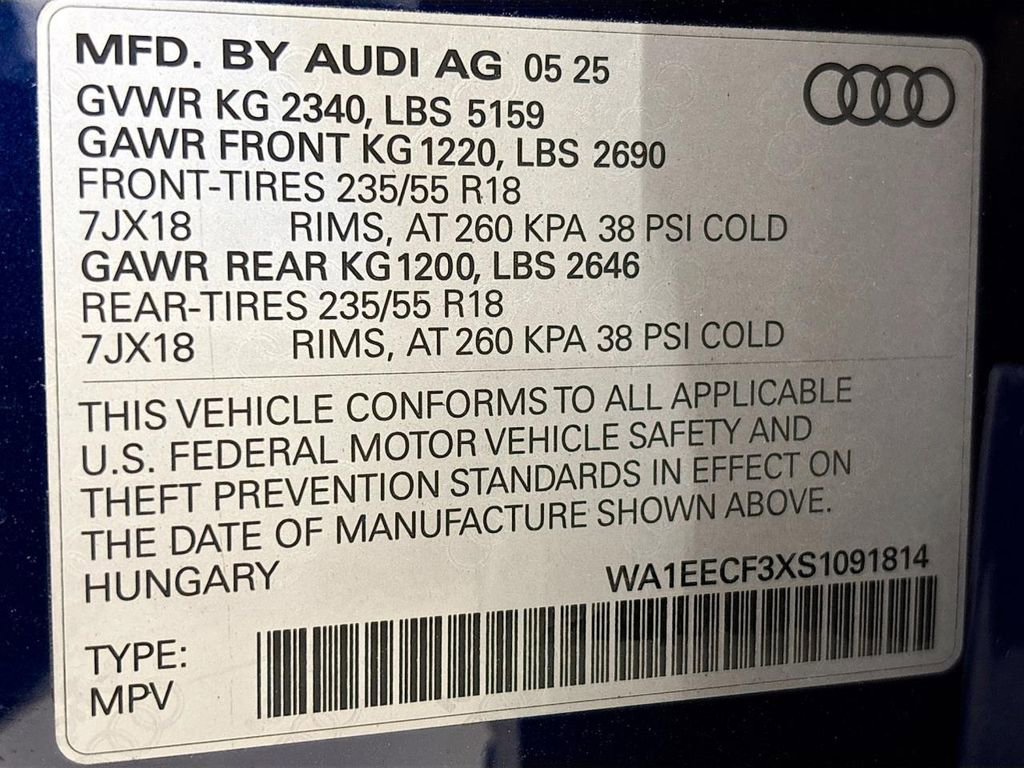 MFD. BY AUDI AG 05 25
GVWR KG 2340, LBS 5159
GAWR FRONT KG 1220, LBS 2690
FRONT-TIRES 235/55 R18
7JX18 RIMS, AT 260 KPA 38 PSI COLD
GAWR REAR KG 1200, LBS 2646
REAR-TIRES 235/55 R18
7JX18 RIMS, AT 260 KPA 38 PSI COLD
THIS VEHICLE CONFORMS TO ALL APPLICABLE
U.S. FEDERAL MOTOR VEHICLE SAFETY AND
THEFT PREVENTION STANDARDS IN EFFECT ON
THE DATE OF MANUFACTURE SHOWN ABOVE.
HUNGARY WA1EECF3XS1091814
TYPE:
MPV